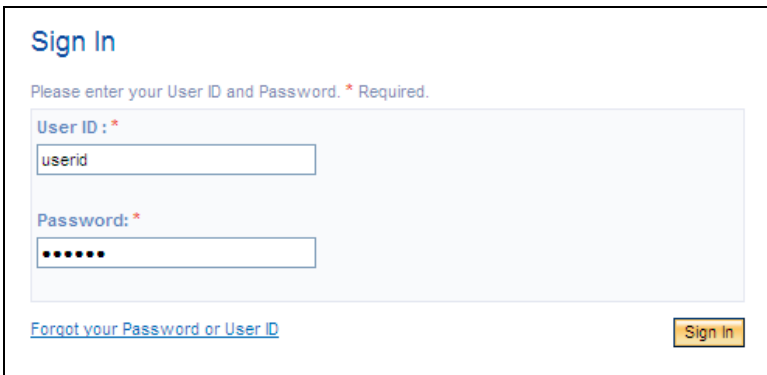 Sign In
Please enter your User ID and Password. * Required.
User ID : *
userid
Password: *
••••••
Forgot your Password or User ID
Sign In